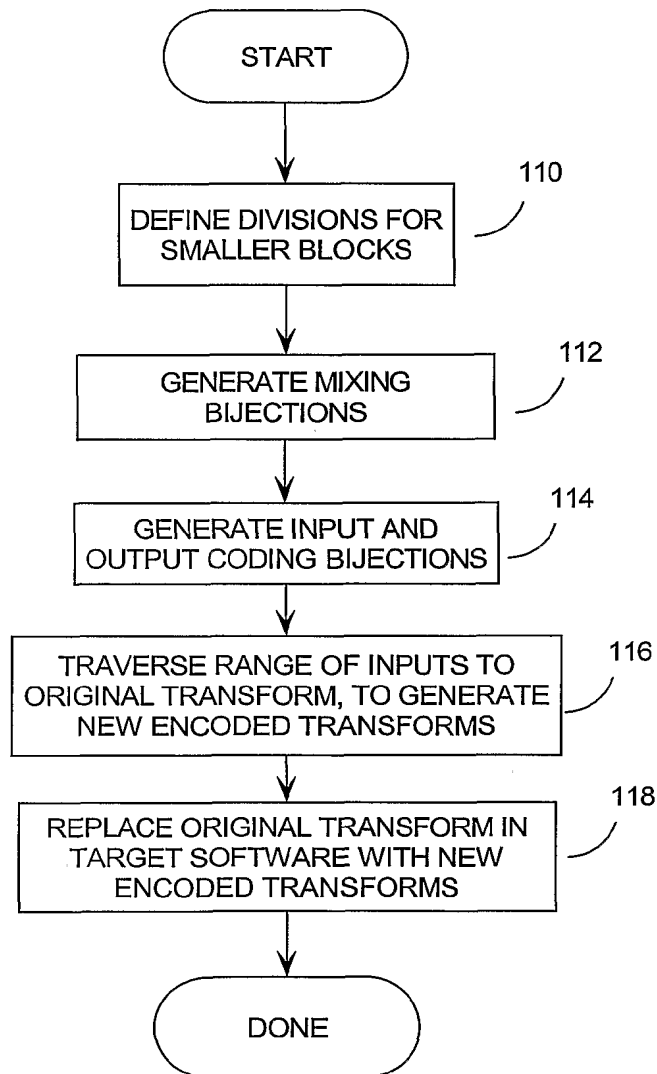 START
110
DEFINE DIVISIONS FOR
SMALLER BLOCKS
112
GENERATE MIXING
BIJECTIONS
114
GENERATE INPUT AND
OUTPUT CODING BIJECTIONS
116
TRAVERSE RANGE OF INPUTS TO
ORIGINAL TRANSFORM, TO GENERATE
NEW ENCODED TRANSFORMS
118
REPLACE ORIGINAL TRANSFORM IN
TARGET SOFTWARE WITH NEW
ENCODED TRANSFORMS
DONE